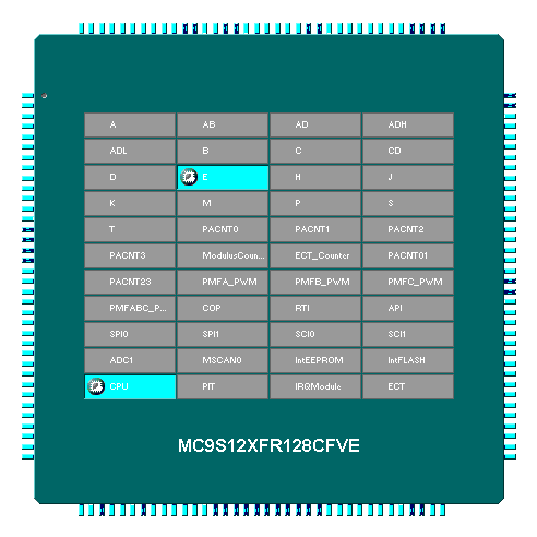 A AB AD ADH
ADL B C CD
D E H J
K M P S
T PACNT0 PACNT1 PACNT2
PACNT3 ModulusCoun... ECT_Counter PACNT01
PACNT23 PMFA_PWM PMFB_PWM PMFC_PWM
PMFABC_P... COP RTI API
SPI0 SPI1 SCI0 SCI1
ADC1 MSCAN0 IntEEPROM IntFLASH
CPU PIT IRQModule ECT
MC9S12XFR128CFVE